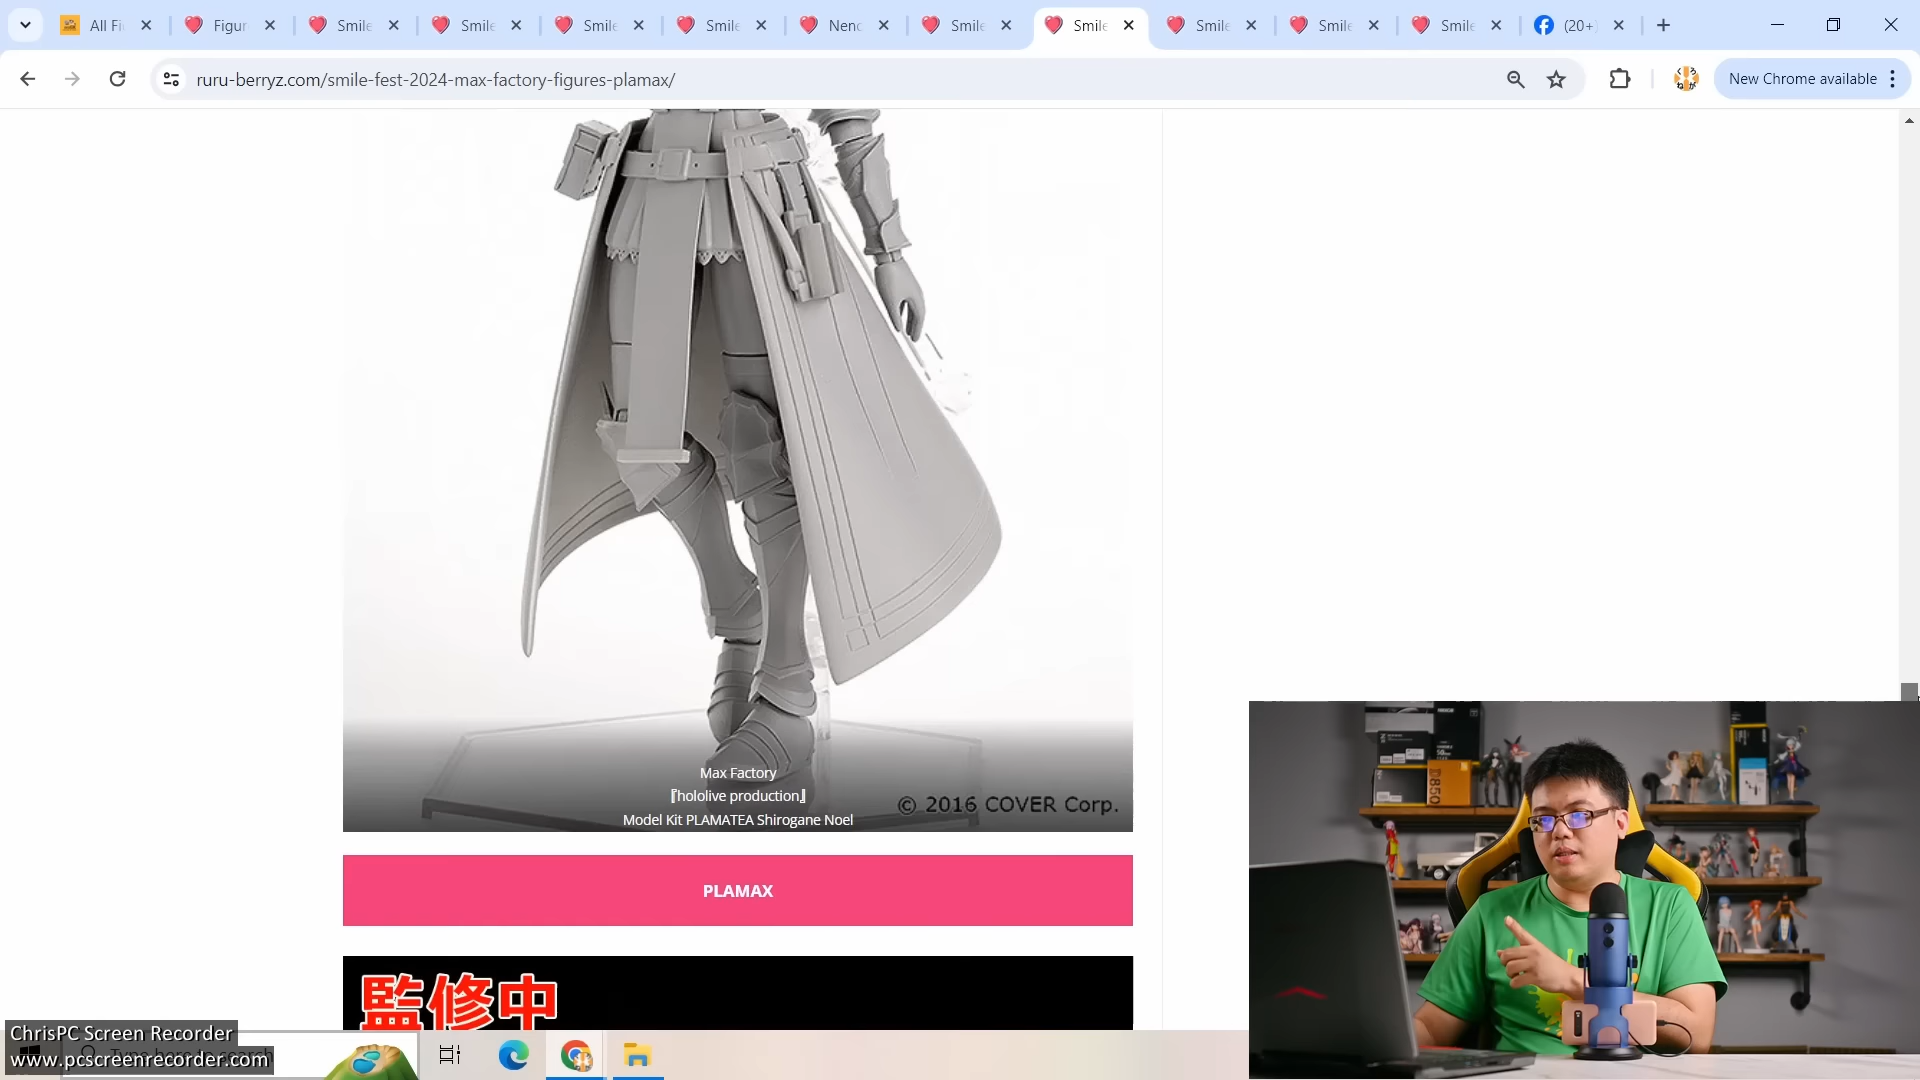 All Fi
Figur
Smile
Smile
Smile
Smile
Nend
Smile
Smile
Smile
Smile
Smile
(20+)
ruru-berryz.com/smile-fest-2024-max-factory-figures-plamax/
New Chrome available
Max Factory
『hololive production』
© 2016 COVER Corp.
Model Kit PLAMATEA Shirogane Noel
PLAMAX
監修中
ChrisPC Screen Recorder
www.pcscreenrecorder.com
D850